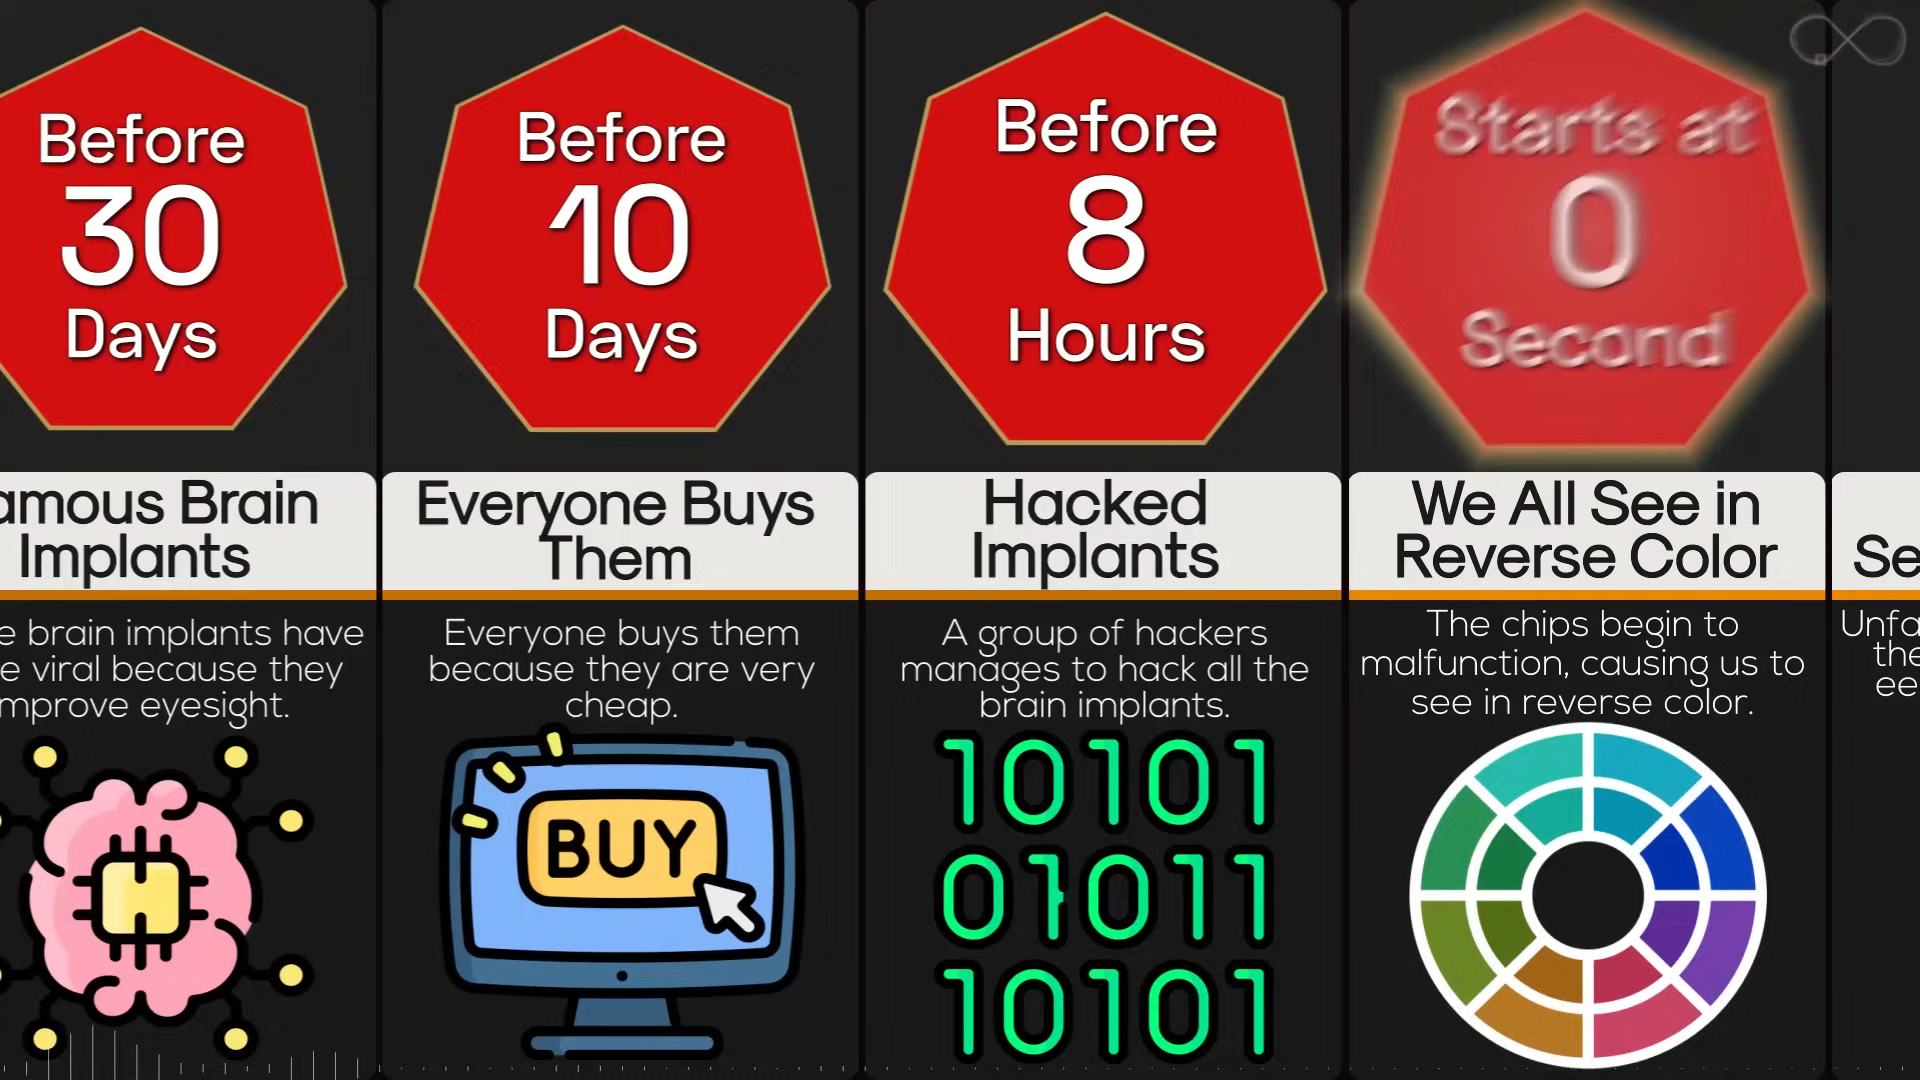 Before
30
Days
amous Brain
Implants
e brain implants have
e viral because they
mprove eyesight.
Before
10
Days
Everyone Buys
Them
Everyone buys them
because they are very
cheap.
BUY
Before
8
Hours
Hacked
Implants
A group of hackers
manages to hack all the
brain implants.
10101
01011
10101
Starts at
0
Second
We All See in
Reverse Color
The chips begin to
malfunction, causing us to
see in reverse color.
Se
Unfa
the
ee